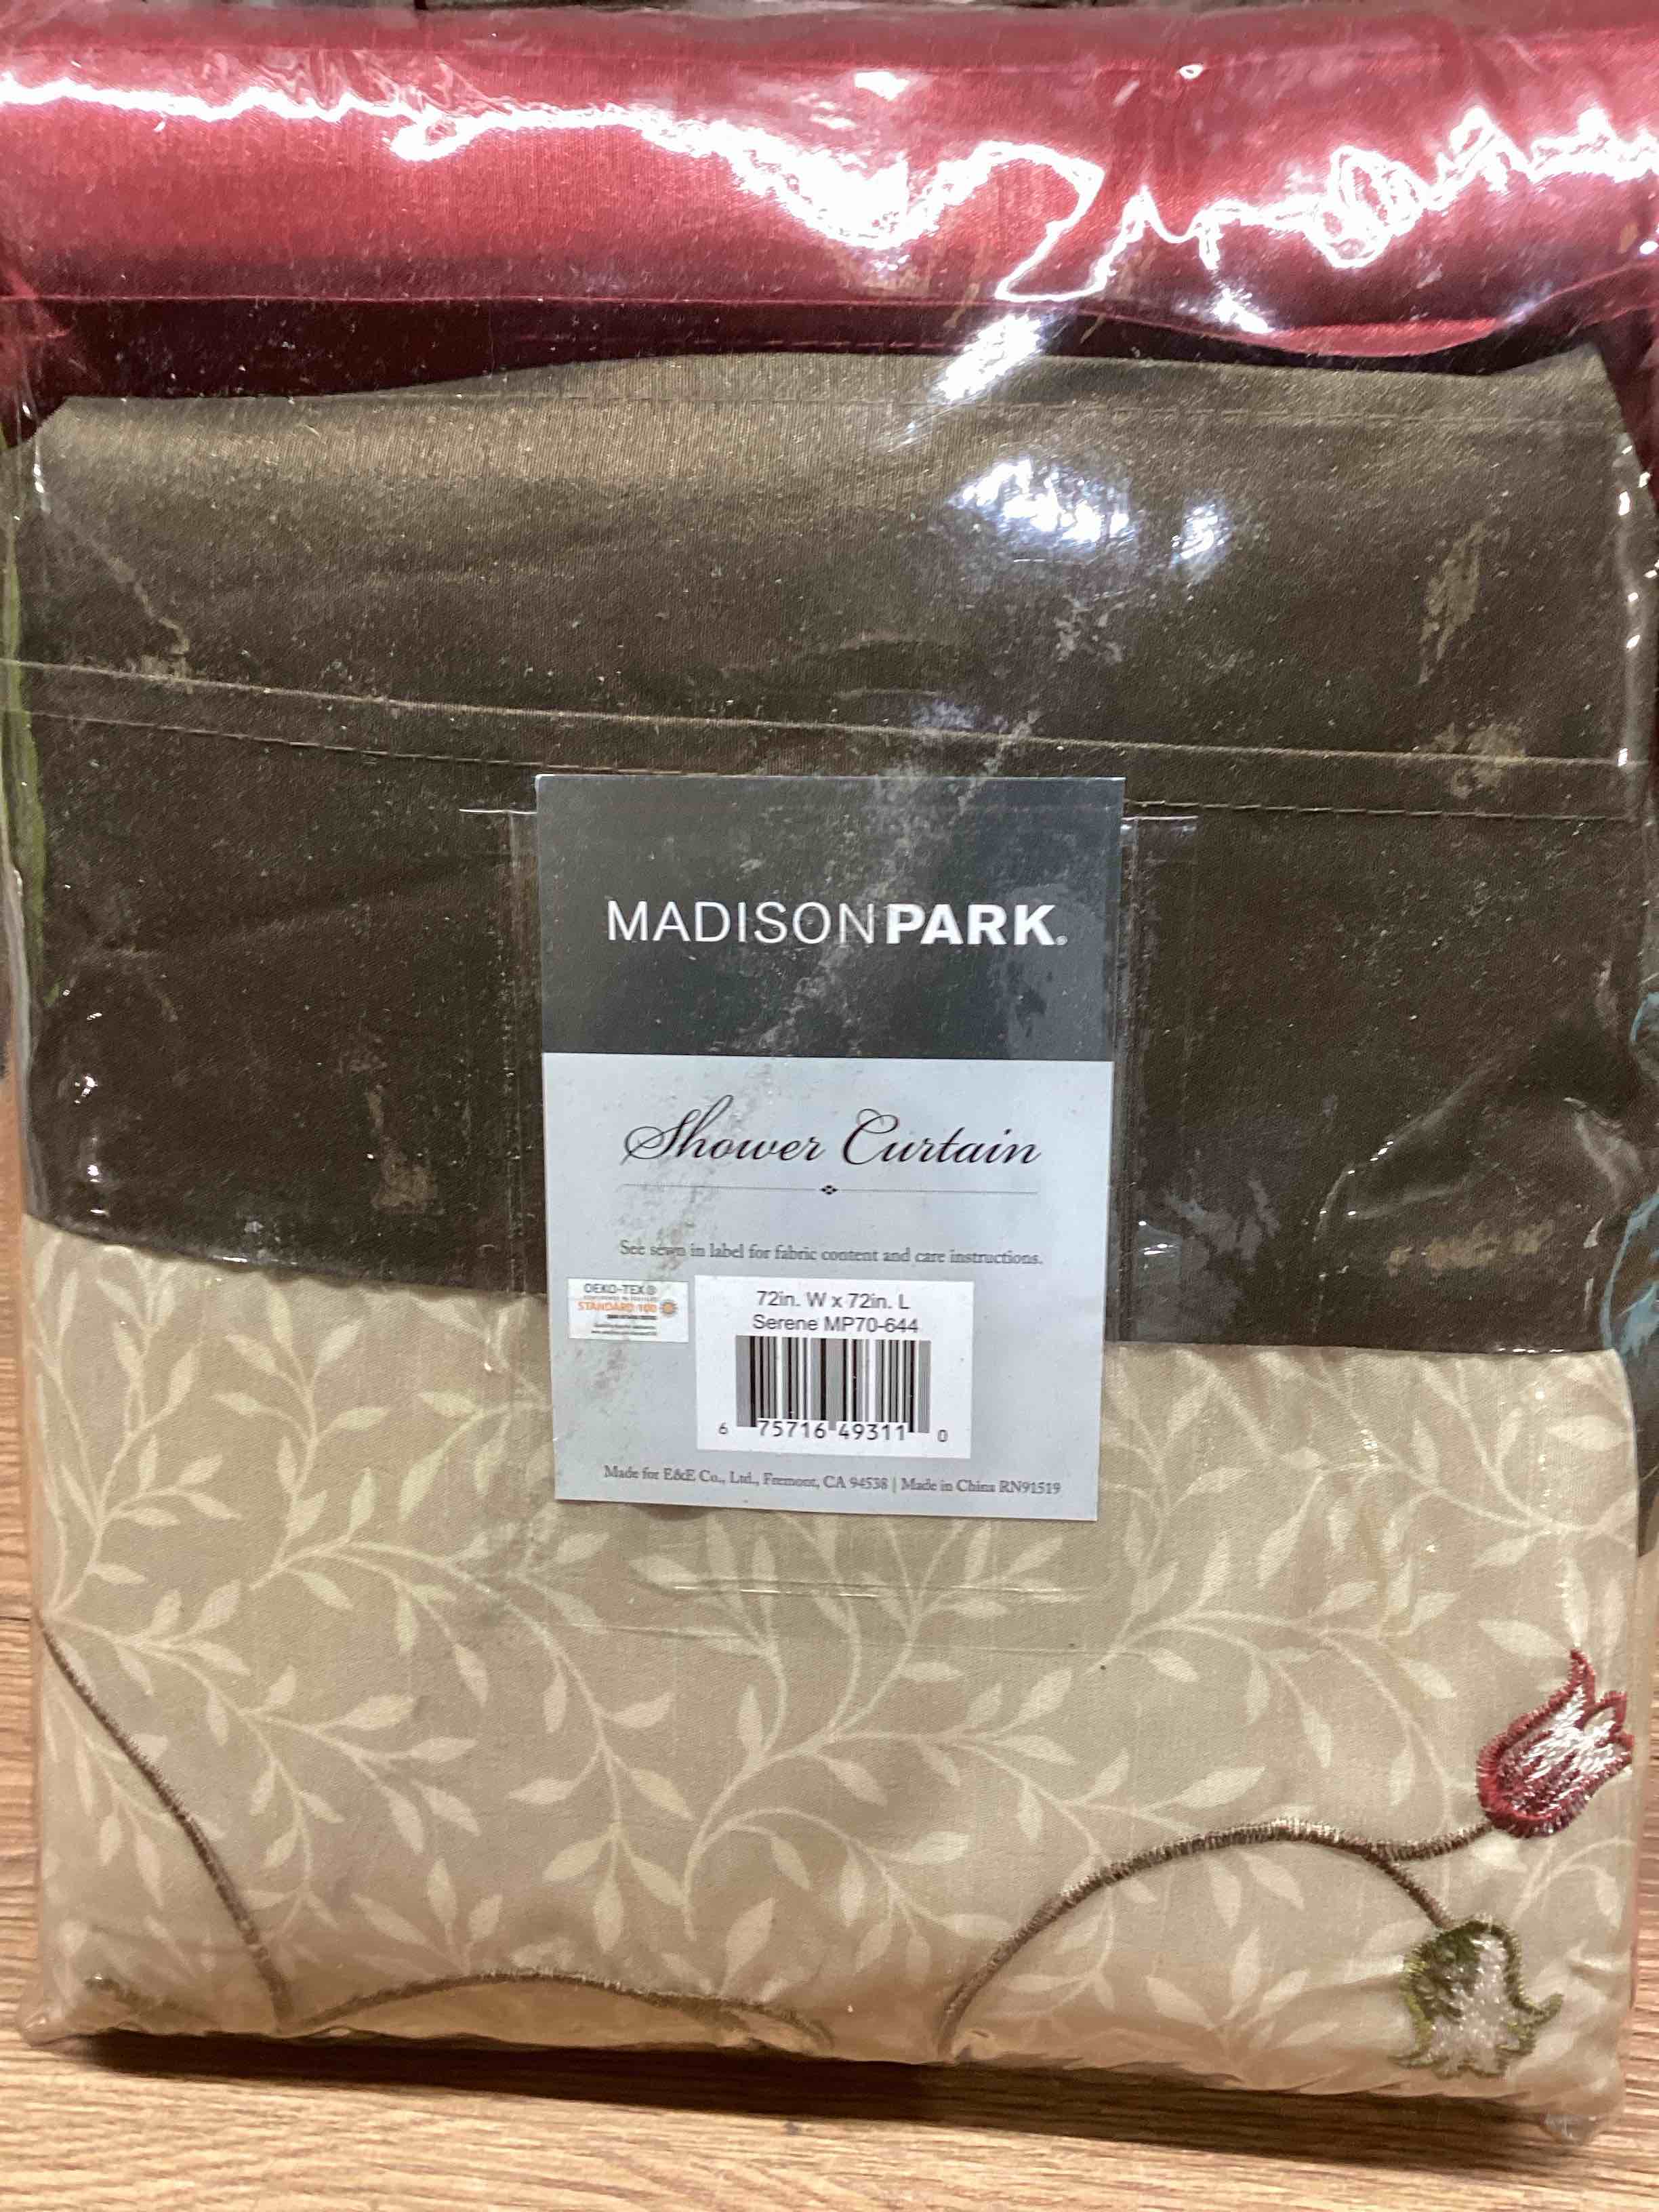 MADISONPARK®
Shower Curtain
See sewn in label for fabric content and care instructions.
OEKO-TEX®
STANDARD 100
72in. W x 72in. L
Serene MP70-644
6 75716 49311 0
Made for E&E Co., Ltd., Fremont, CA 94538 | Made in China RN91519